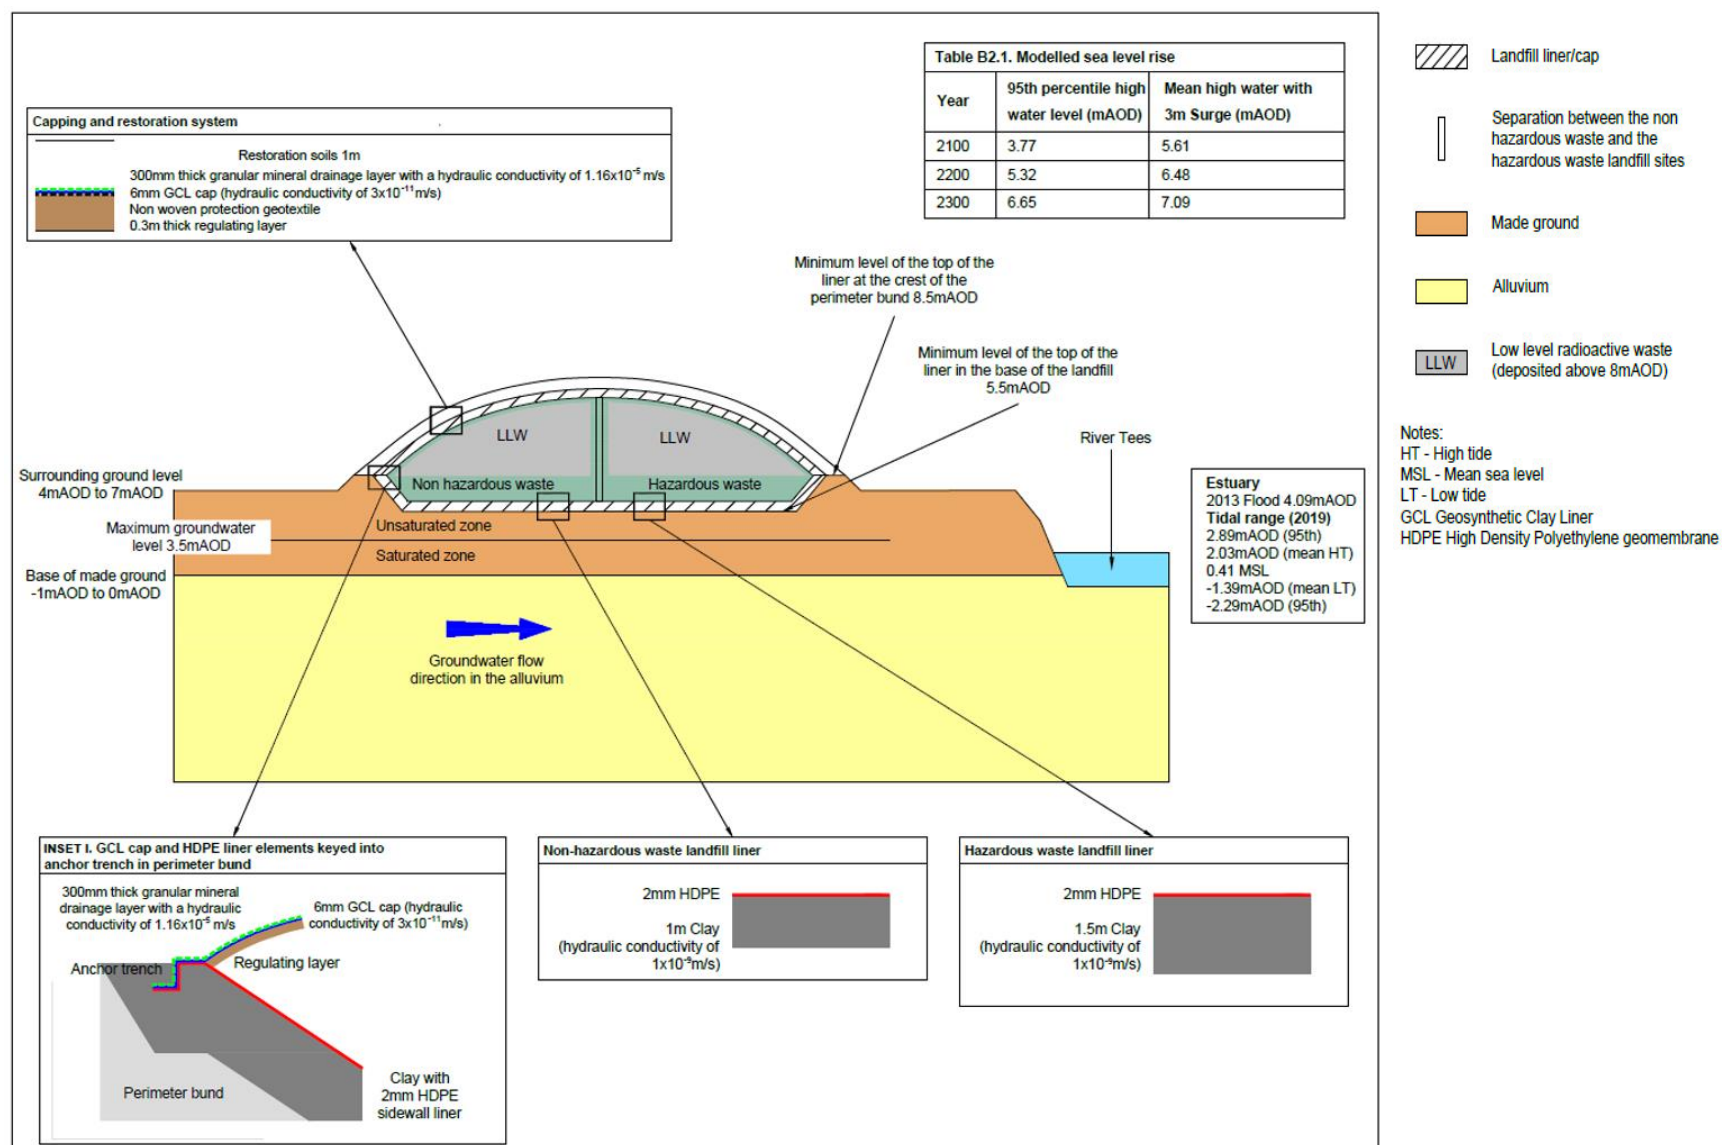 Table B2.1. Modelled sea level rise
Year
95th percentile high
water level (mAOD)
Mean high water with
3m Surge (mAOD)
2100
3.77
5.61
2200
5.32
6.48
2300
6.65
7.09
Capping and restoration system
Restoration soils 1m
300mm thick granular mineral drainage layer with a hydraulic conductivity of 1.16x10⁻⁵ m/s
6mm GCL cap (hydraulic conductivity of 3x10⁻¹¹m/s)
Non woven protection geotextile
0.3m thick regulating layer
Minimum level of the top of the
liner at the crest of the
perimeter bund 8.5mAOD
Minimum level of the top of the
liner in the base of the landfill
5.5mAOD
LLW
LLW
Non hazardous waste
Hazardous waste
River Tees
Surrounding ground level
4mAOD to 7mAOD
Maximum groundwater
level 3.5mAOD
Base of made ground
-1mAOD to 0mAOD
Unsaturated zone
Saturated zone
Groundwater flow
direction in the alluvium
Estuary
2013 Flood 4.09mAOD
Tidal range (2019)
2.89mAOD (95th)
2.03mAOD (mean HT)
0.41 MSL
-1.39mAOD (mean LT)
-2.29mAOD (95th)
INSET I. GCL cap and HDPE liner elements keyed into
anchor trench in perimeter bund
300mm thick granular mineral
drainage layer with a hydraulic
conductivity of 1.16x10⁻⁵ m/s
6mm GCL cap (hydraulic
conductivity of 3x10⁻¹¹m/s)
Anchor trench
Regulating layer
Perimeter bund
Clay with
2mm HDPE
sidewall liner
Non-hazardous waste landfill liner
2mm HDPE
1m Clay
(hydraulic conductivity of
1x10⁻⁹m/s)
Hazardous waste landfill liner
2mm HDPE
1.5m Clay
(hydraulic conductivity of
1x10⁻⁹m/s)
Landfill liner/cap
Separation between the non
hazardous waste and the
hazardous waste landfill sites
Made ground
Alluvium
LLW
Low level radioactive waste
(deposited above 8mAOD)
Notes:
HT - High tide
MSL - Mean sea level
LT - Low tide
GCL Geosynthetic Clay Liner
HDPE High Density Polyethylene geomembrane